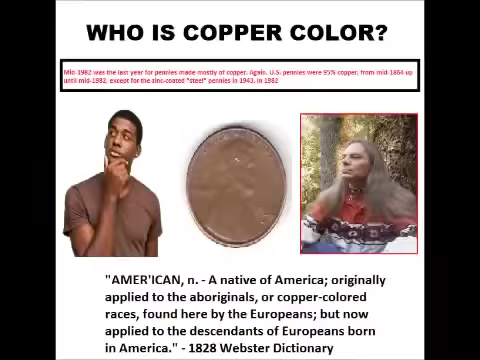 WHO IS COPPER COLOR?
Mid-1982 was the last year for pennies made mostly of copper. Again. U.S. pennies were 95% copper, from mid-1864 up
until mid-1982, except for the zinc-coated "steel" pennies in 1943. In 1982
"AMER'ICAN, n. - A native of America; originally
applied to the aboriginals, or copper-colored
races, found here by the Europeans; but now
applied to the descendants of Europeans born
in America." - 1828 Webster Dictionary